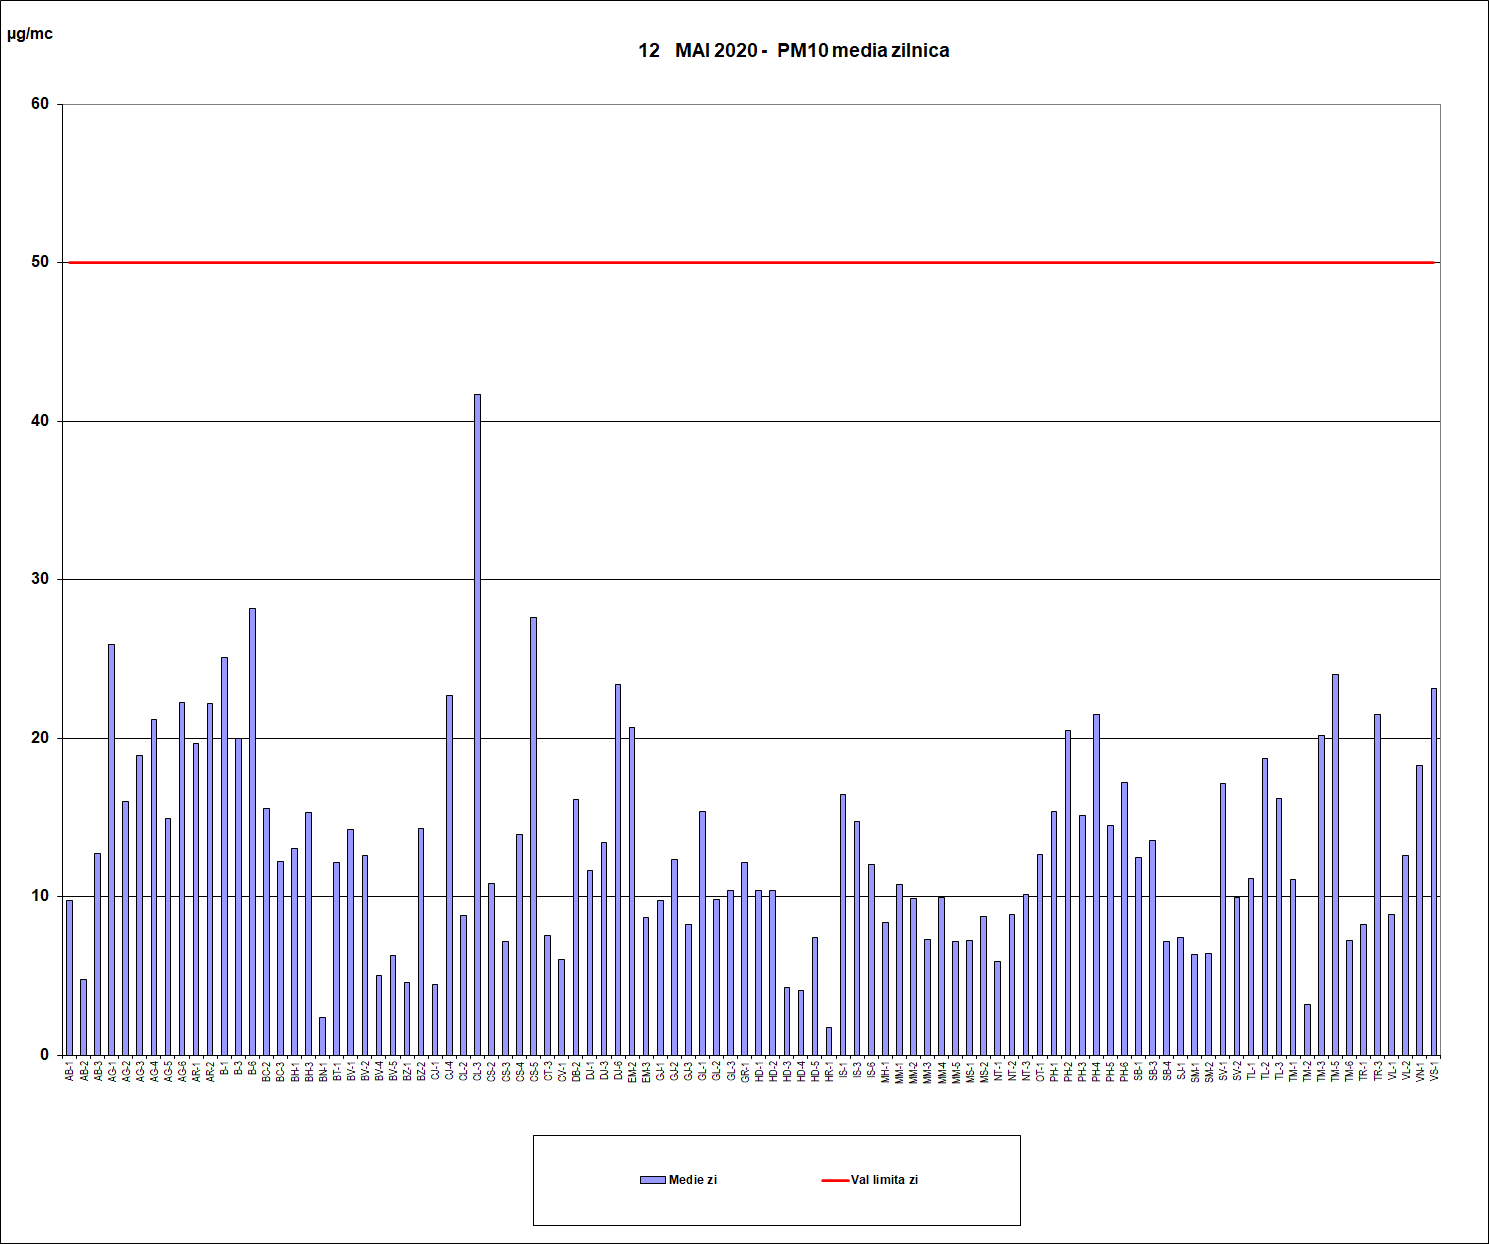 µg/mc
12 MAI 2020 - PM10 media zilnica
60
50
40
30
20
10
0
AB-1 AB-2 AB-3 AG-1 AG-2 AG-3 AG-4 AG-5 AG-6 AR-1 AR-2 B-1 B-3 B-6 BC-2 BC-3 BH-1 BH-3 BN-1 BT-1 BV-1 BV-2 BV-4 BV-5 BZ-1 BZ-2 CJ-1 CJ-4 CL-2 CL-3 CS-2 CS-3 CS-4 CS-5 CT-3 CV-1 DB-2 DJ-1 DJ-3 DJ-6 EM-2 EM-3 GJ-1 GJ-2 GJ-3 GL-1 GL-2 GL-3 GR-1 HD-1 HD-2 HD-3 HD-4 HD-5 HR-1 IS-1 IS-3 IS-6 MH-1 MM-1 MM-2 MM-3 MM-4 MM-5 MS-1 MS-2 NT-1 NT-2 NT-3 OT-1 PH-1 PH-2 PH-3 PH-4 PH-5 PH-6 SB-1 SB-3 SB-4 SJ-1 SM-1 SM-2 SV-1 SV-2 TL-1 TL-2 TL-3 TM-1 TM-2 TM-3 TM-5 TM-6 TR-1 TR-3 VL-1 VL-2 VN-1 VS-1
Medie zi Val limita zi